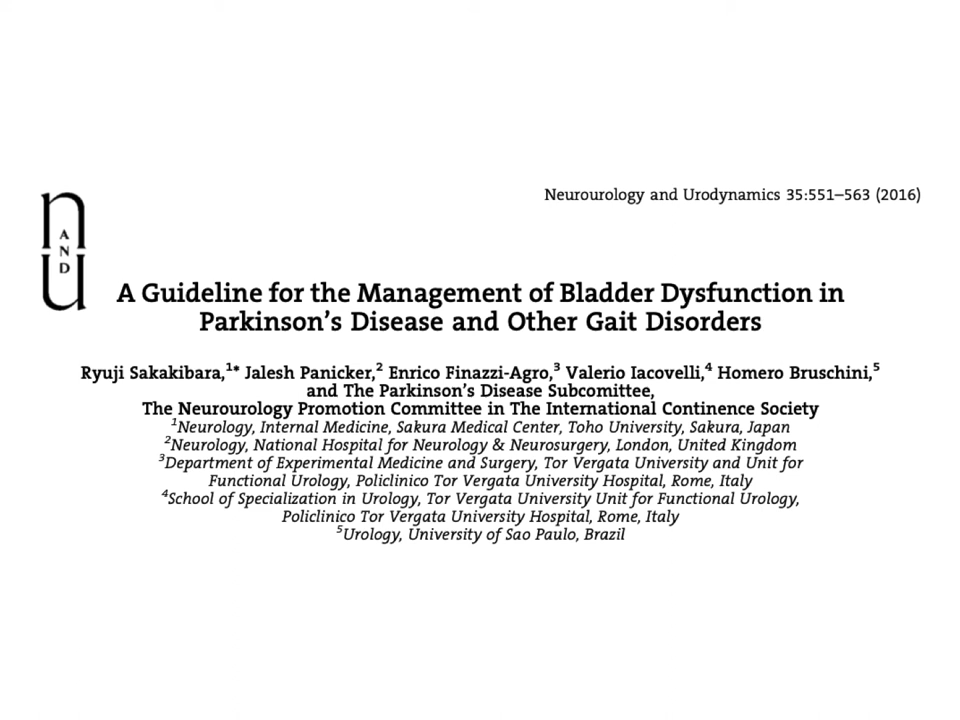 Neurourology and Urodynamics 35:551–563 (2016)
n
AND
u
A Guideline for the Management of Bladder Dysfunction in
Parkinson's Disease and Other Gait Disorders
Ryuji Sakakibara,1* Jalesh Panicker,2 Enrico Finazzi-Agro,3 Valerio Iacovelli,4 Homero Bruschini,5
and The Parkinson's Disease Subcomittee,
The Neurourology Promotion Committee in The International Continence Society
1Neurology, Internal Medicine, Sakura Medical Center, Toho University, Sakura, Japan
2Neurology, National Hospital for Neurology & Neurosurgery, London, United Kingdom
3Department of Experimental Medicine and Surgery, Tor Vergata University and Unit for
Functional Urology, Policlinico Tor Vergata University Hospital, Rome, Italy
4School of Specialization in Urology, Tor Vergata University Unit for Functional Urology,
Policlinico Tor Vergata University Hospital, Rome, Italy
5Urology, University of Sao Paulo, Brazil